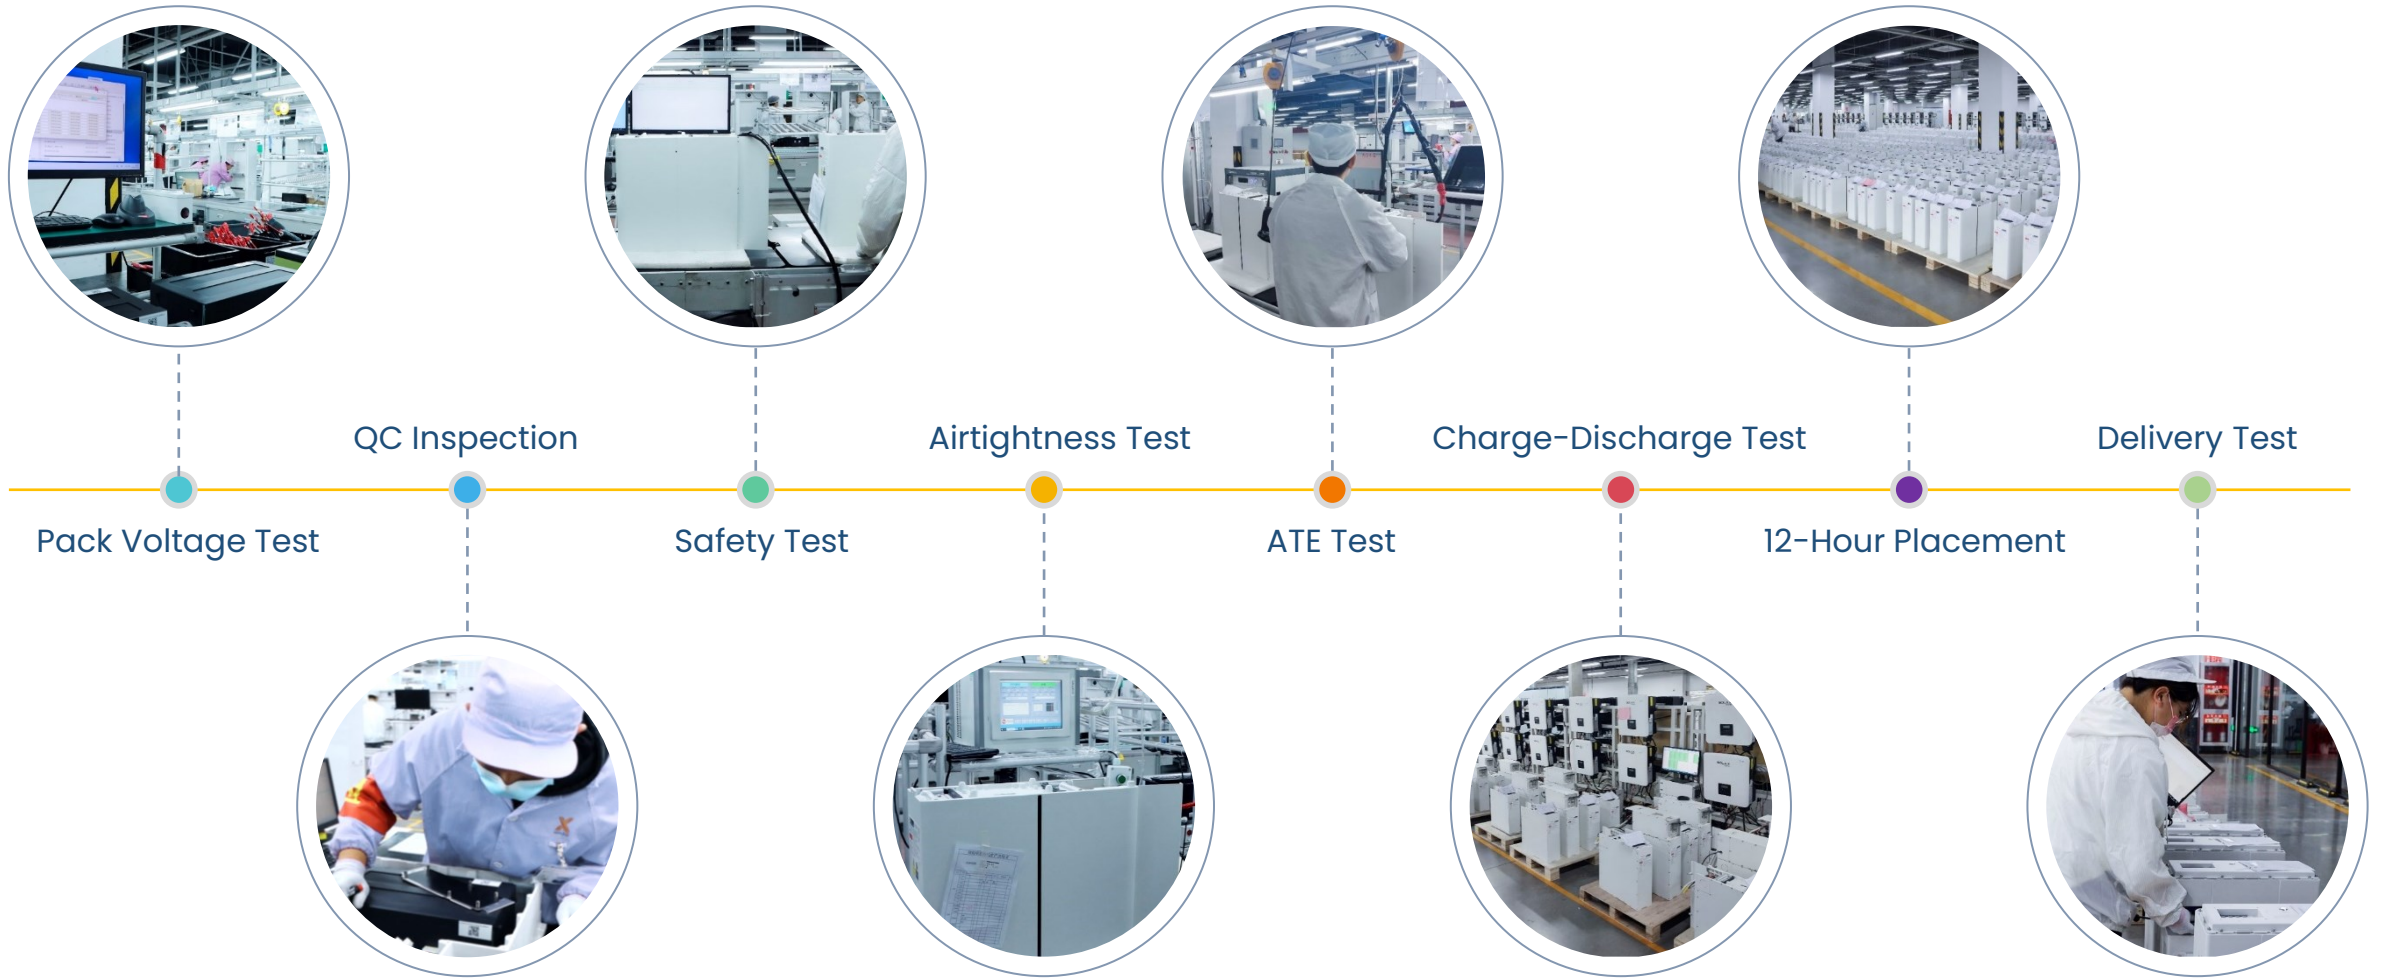 Pack Voltage Test
QC Inspection
Safety Test
Airtightness Test
ATE Test
Charge-Discharge Test
12-Hour Placement
Delivery Test